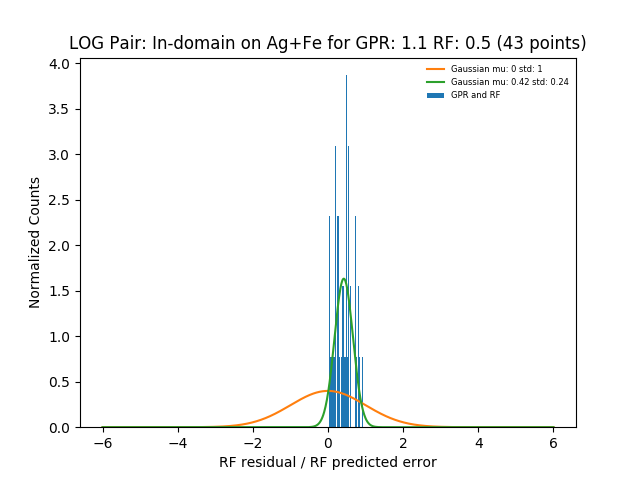 LOG Pair: In-domain on Ag+Fe for GPR: 1.1 RF: 0.5 (43 points)
Gaussian mu: 0 std: 1
Gaussian mu: 0.42 std: 0.24
GPR and RF
Normalized Counts
4.0
3.5
3.0
2.5
2.0
1.5
1.0
0.5
0.0
−6 −4 −2 0 2 4 6
RF residual / RF predicted error